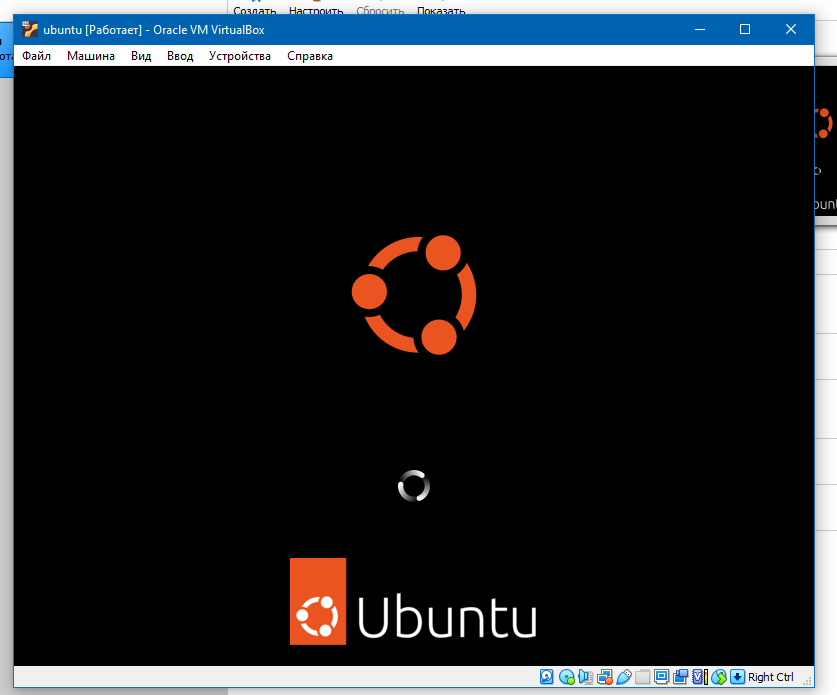 Создать Настроить Сбросить Показать
ubuntu [Работает] - Oracle VM VirtualBox
Файл Машина Вид Ввод Устройства Справка
Ubuntu
Right Ctrl